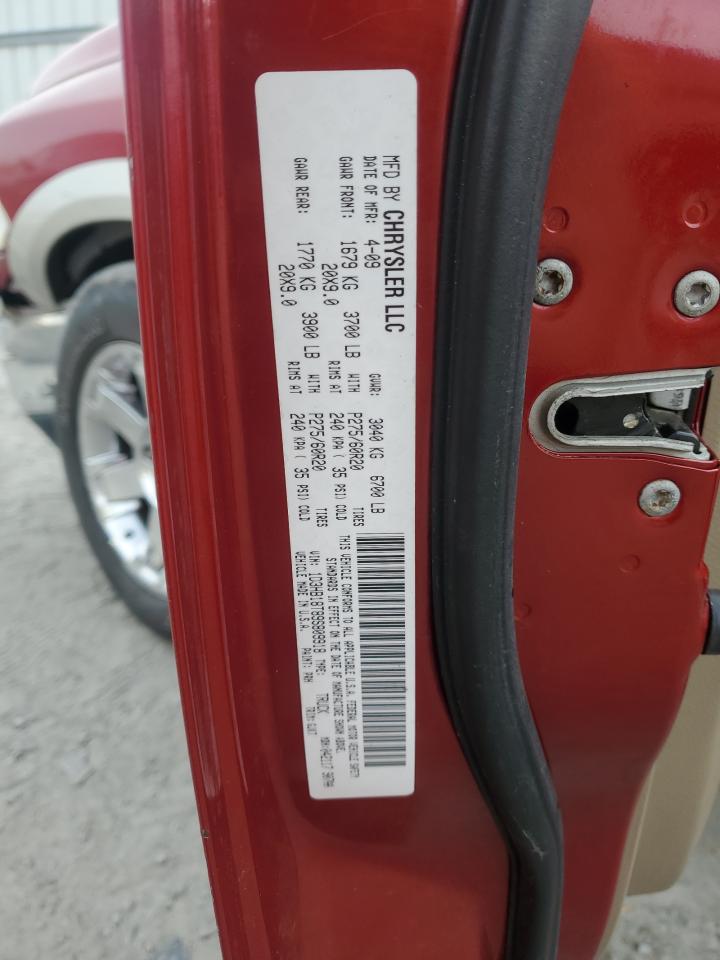 MFD BY CHRYSLER LLC
DATE OF MFR: 4-09 GVWR: 3040 KG 6700 LB
GAWR FRONT: 1679 KG 3700 LB WITH P275/60R20 TIRES
20X9.0 RIMS AT 240 KPA ( 35 PSI) COLD
GAWR REAR: 1770 KG 3900 LB WITH P275/60R20 TIRES
20X9.0 RIMS AT 240 KPA ( 35 PSI) COLD
THIS VEHICLE CONFORMS TO ALL APPLICABLE U.S.A. FEDERAL MOTOR VEHICLE SAFETY
STANDARDS IN EFFECT ON THE DATE OF MANUFACTURE SHOWN ABOVE.
VIN: 1D3HB18T89S809918 TYPE: TRUCK
VEHICLE MADE IN U.S.A. PAINT: PRH